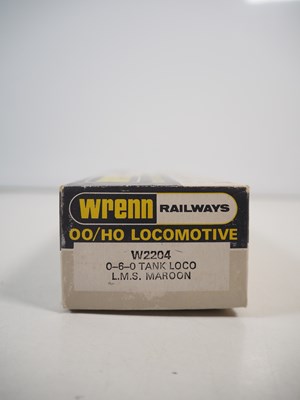 wrenn RAILWAYS
OO/HO LOCOMOTIVE
W2204
0-6-0 TANK LOCO
L.M.S. MAROON